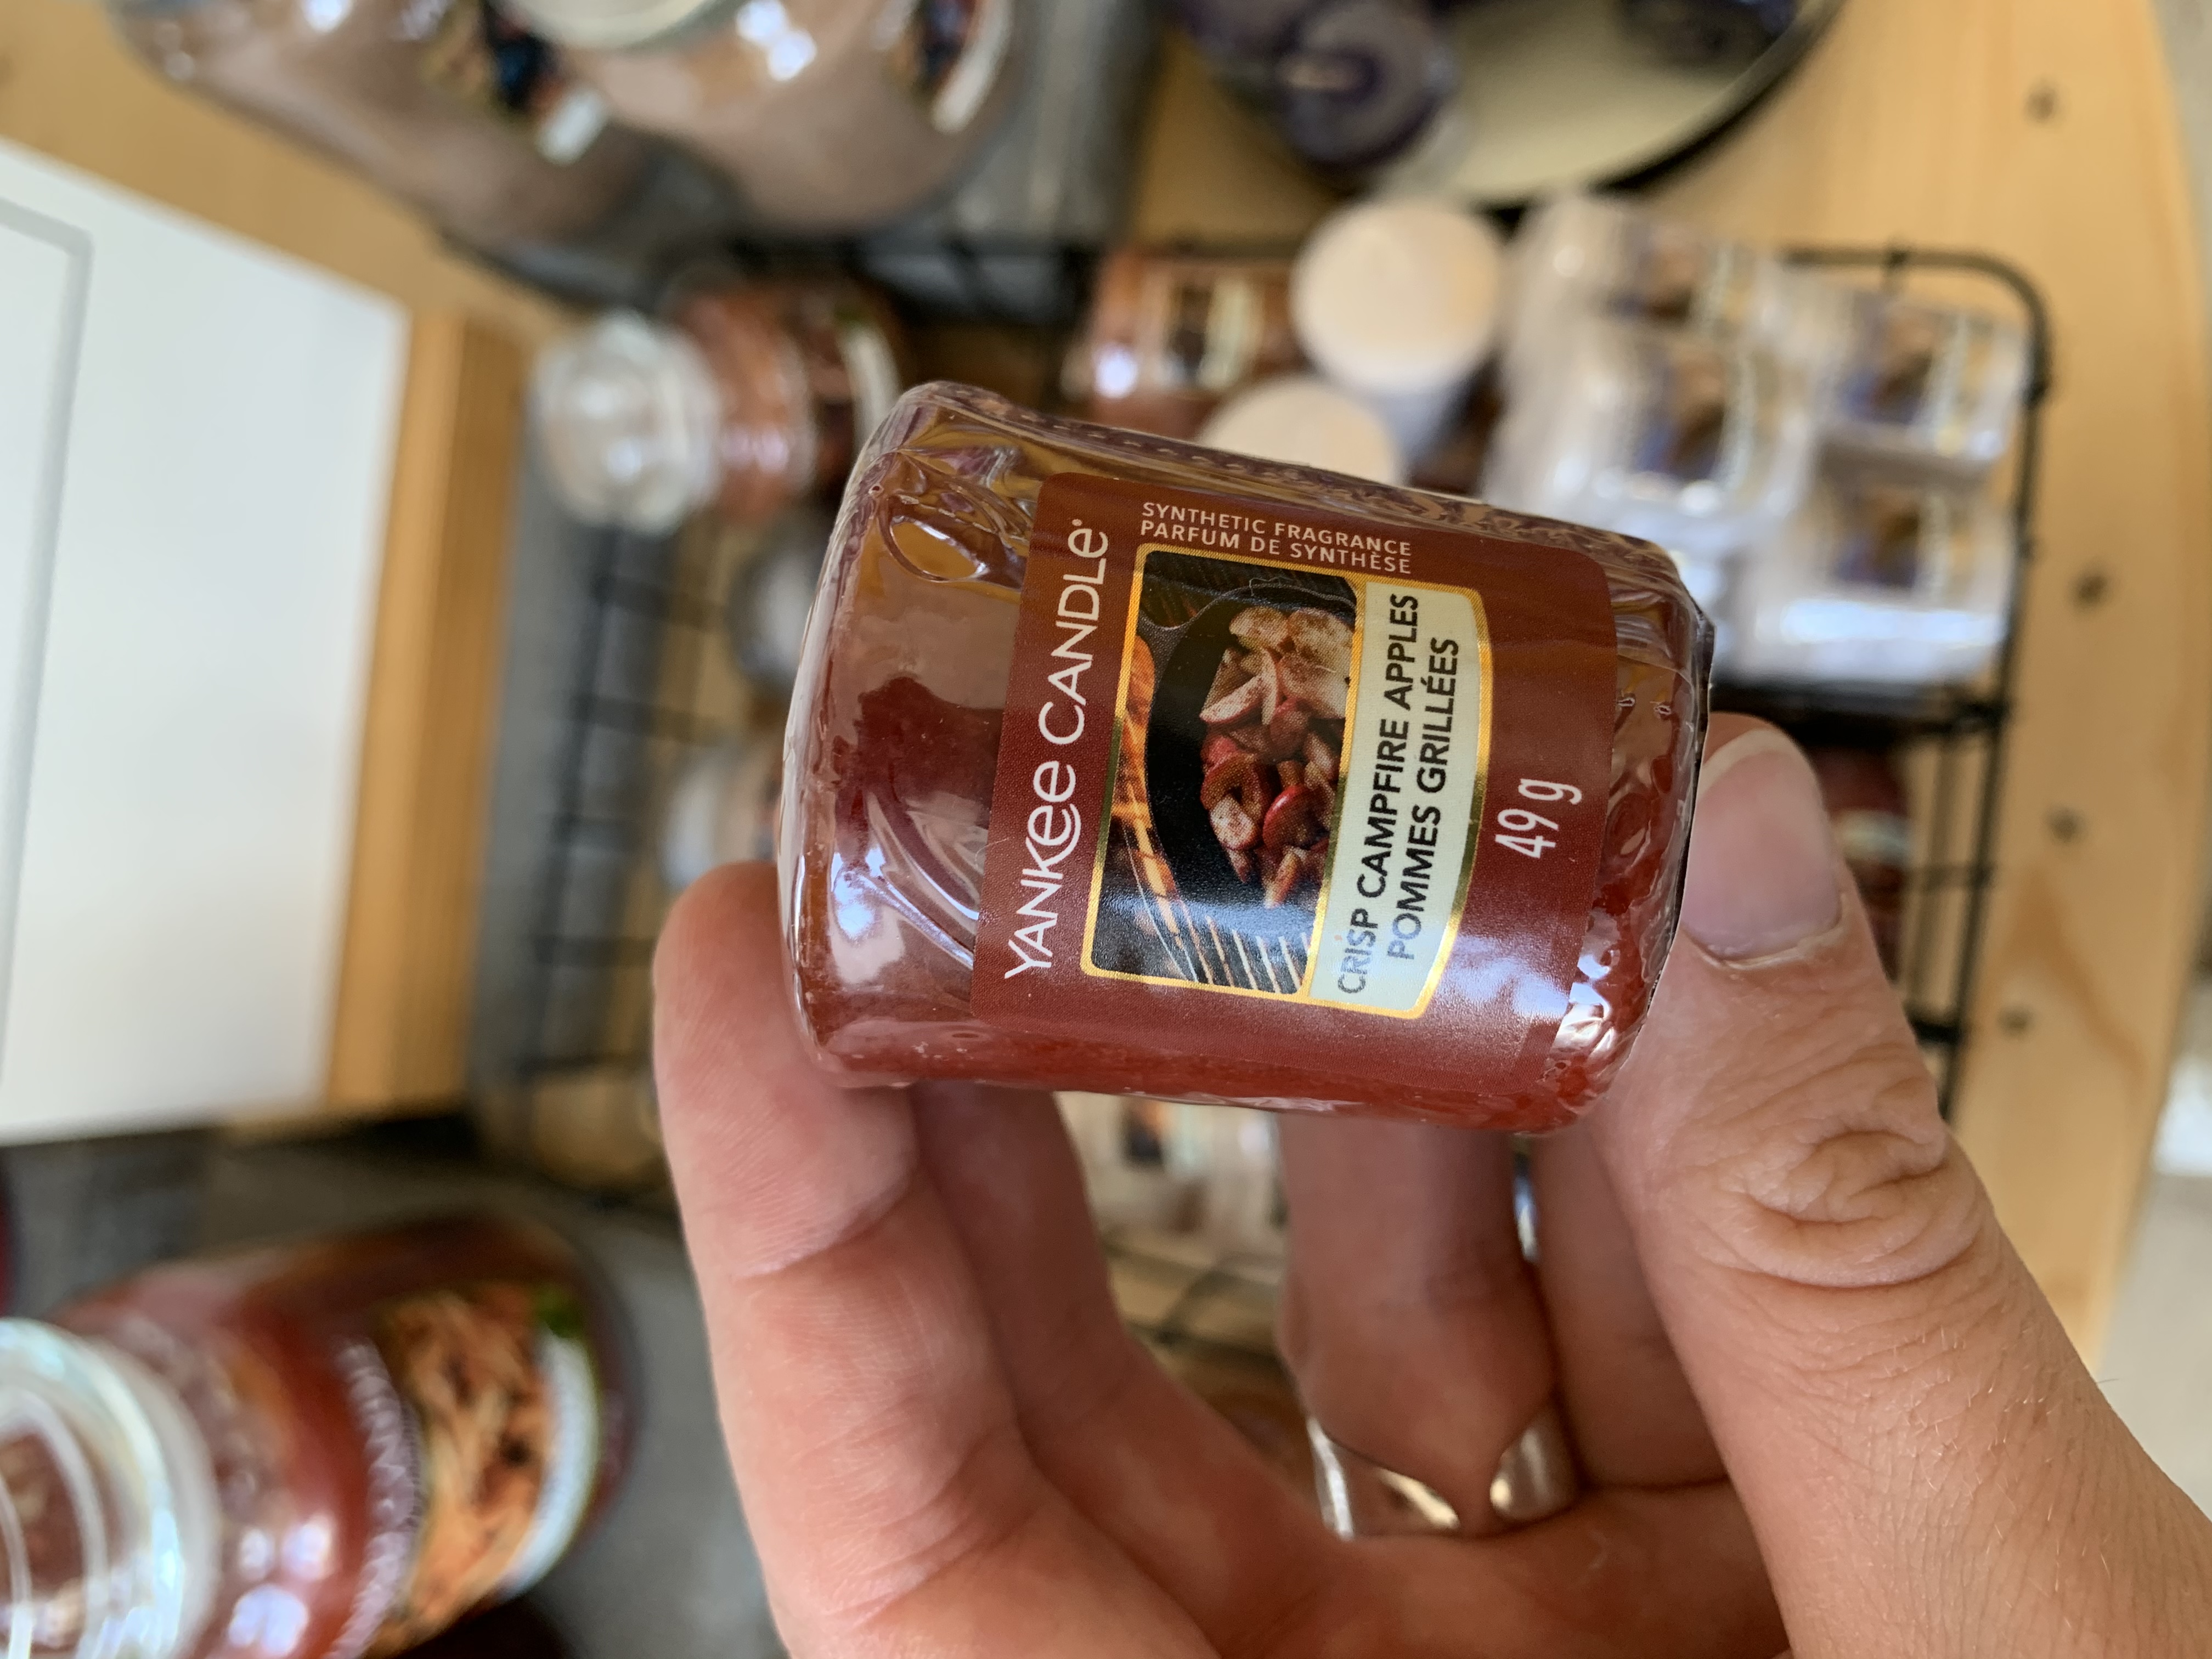 YANKEE CANDLE®
SYNTHETIC FRAGRANCE
PARFUM DE SYNTHÈSE
CRISP CAMPFIRE APPLES
POMMES GRILLÉES
49 g